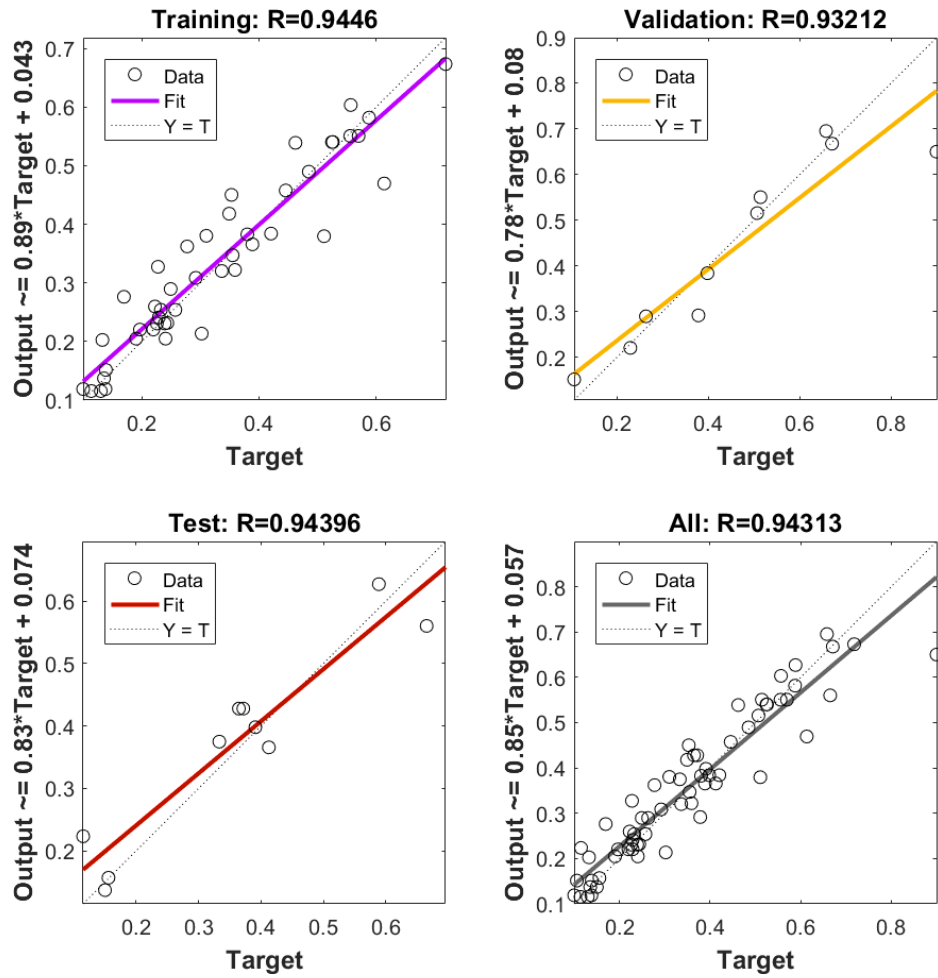 Training: R=0.9446
Output ~= 0.89*Target + 0.043
0.7
0.6
0.5
0.4
0.3
0.2
0.1
Data
Fit
Y = T
0.2 0.4 0.6
Target
Validation: R=0.93212
Output ~= 0.78*Target + 0.08
0.9
0.8
0.7
0.6
0.5
0.4
0.3
0.2
Data
Fit
Y = T
0.2 0.4 0.6 0.8
Target
Test: R=0.94396
Output ~= 0.83*Target + 0.074
0.6
0.5
0.4
0.3
0.2
Data
Fit
Y = T
0.2 0.3 0.4 0.5 0.6
Target
All: R=0.94313
Output ~= 0.85*Target + 0.057
0.8
0.7
0.6
0.5
0.4
0.3
0.2
0.1
Data
Fit
Y = T
0.2 0.4 0.6 0.8
Target